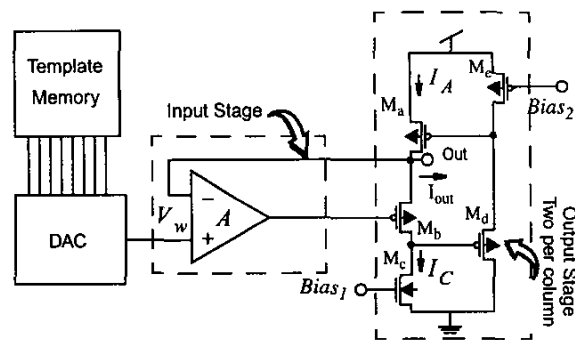 Template
Memory
DAC
Input Stage
V_w
−
A
+
I_A
M_e
M_a
Bias_2
Out
I_out
M_b
M_d
M_c
I_C
Bias_1
Output Stage
Two per column